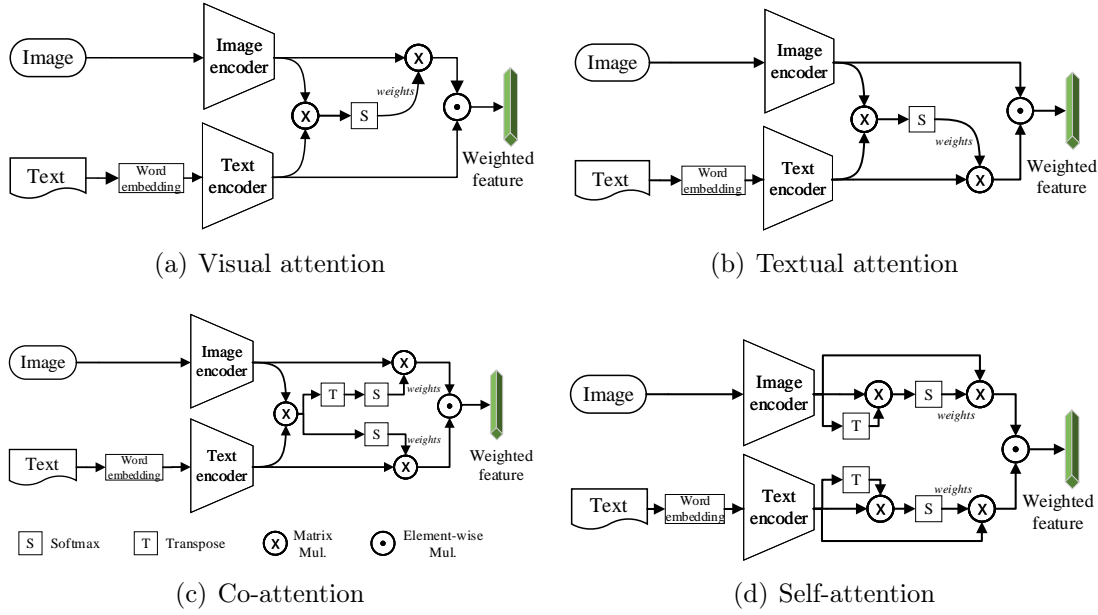 Image
Image
encoder
X
weights
X
S
Weighted
feature
Text
Word
embedding
Text
encoder
(a) Visual attention
Image
Image
encoder
X
S
weights
Weighted
feature
Text
Word
embedding
Text
encoder
X
(b) Textual attention
Image
Image
encoder
X
weights
T
S
X
S
weights
Weighted
feature
Text
Word
embedding
Text
encoder
X
S Softmax
T Transpose
X Matrix
Mul.
Element-wise
Mul.
(c) Co-attention
Image
Image
encoder
X
S
X
weights
T
Weighted
feature
Text
Word
embedding
Text
encoder
T
weights
X
S
X
(d) Self-attention